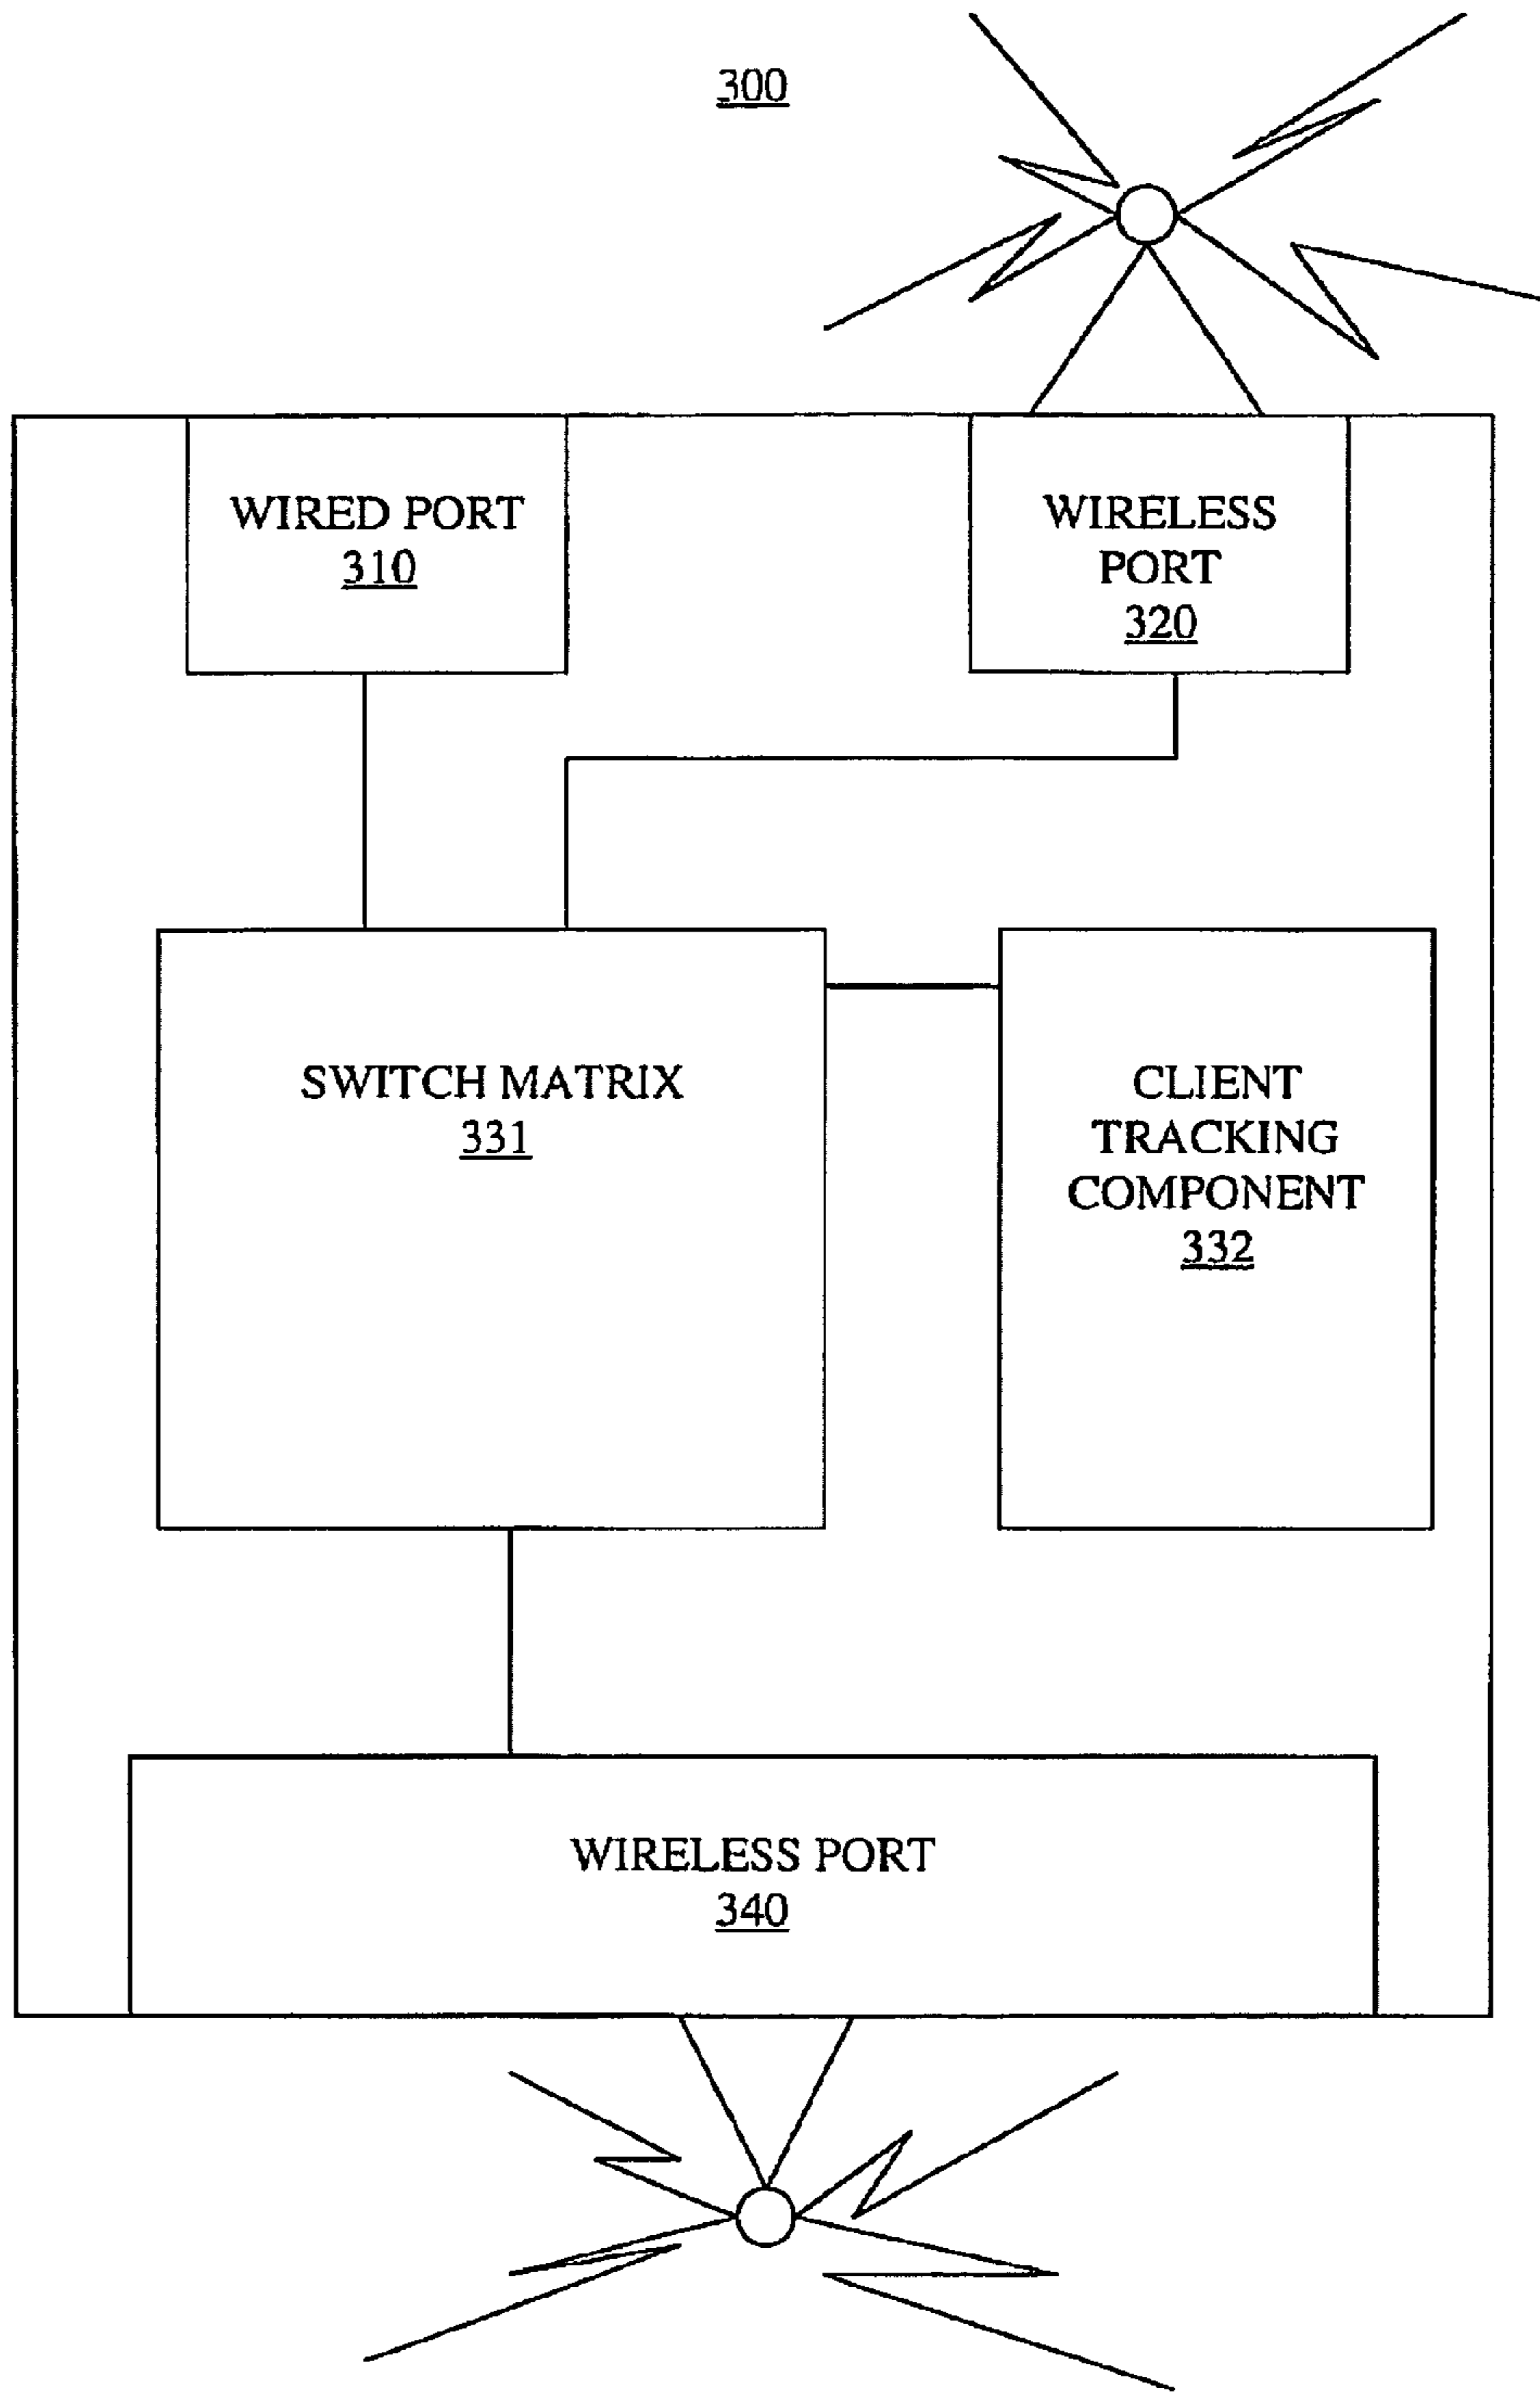 300
WIRED PORT
310
WIRELESS
PORT
320
SWITCH MATRIX
331
CLIENT
TRACKING
COMPONENT
332
WIRELESS PORT
340